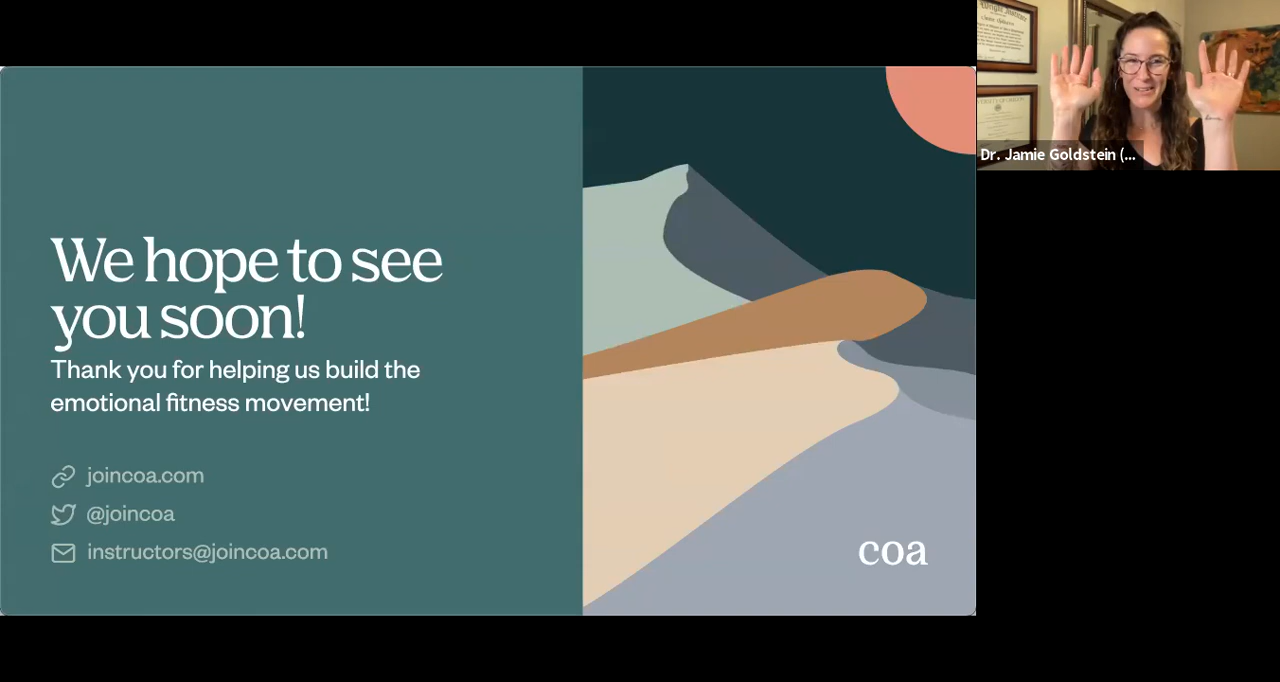 We hope to see
you soon!
Thank you for helping us build the
emotional fitness movement!
joincoa.com
@joincoa
instructors@joincoa.com
coa
Dr. Jamie Goldstein (...